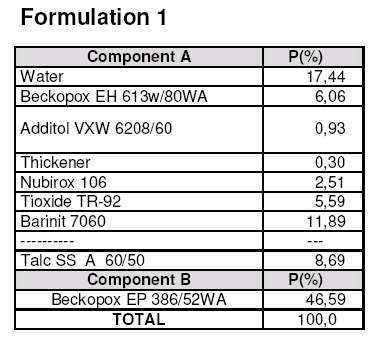 Formulation 1
Component A P(%)
Water 17,44
Beckopox EH 613w/80WA 6,06
Additol VXW 6208/60 0,93
Thickener 0,30
Nubirox 106 2,51
Tioxide TR-92 5,59
Barinit 7060 11,89
---------- ---
Talc SS A 60/50 8,69
Component B P(%)
Beckopox EP 386/52WA 46,59
TOTAL 100,0